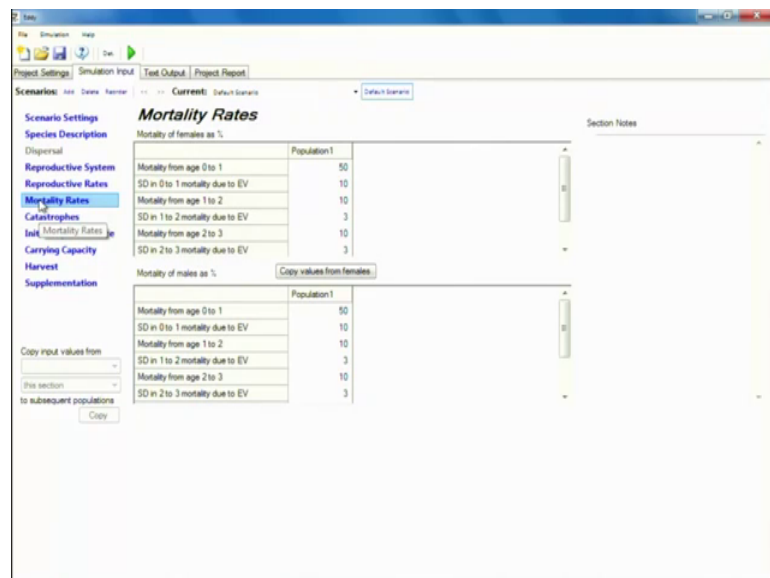 File Simulation Help
Project Settings Simulation Input Text Output Project Report
Scenarios: Add Delete Reorder Current: Default Scenario Default Scenario
Scenario Settings
Species Description
Dispersal
Reproductive System
Reproductive Rates
Mortality Rates
Catastrophes
Mortality Rates
Carrying Capacity
Harvest
Supplementation
Copy input values from
this section
to subsequent populations
Copy
Mortality Rates
Mortality of females as %
Population1
Mortality from age 0 to 1 50
SD in 0 to 1 mortality due to EV 10
Mortality from age 1 to 2 10
SD in 1 to 2 mortality due to EV 3
Mortality from age 2 to 3 10
SD in 2 to 3 mortality due to EV 3
Mortality of males as % Copy values from females
Population1
Mortality from age 0 to 1 50
SD in 0 to 1 mortality due to EV 10
Mortality from age 1 to 2 10
SD in 1 to 2 mortality due to EV 3
Mortality from age 2 to 3 10
SD in 2 to 3 mortality due to EV 3
Section Notes